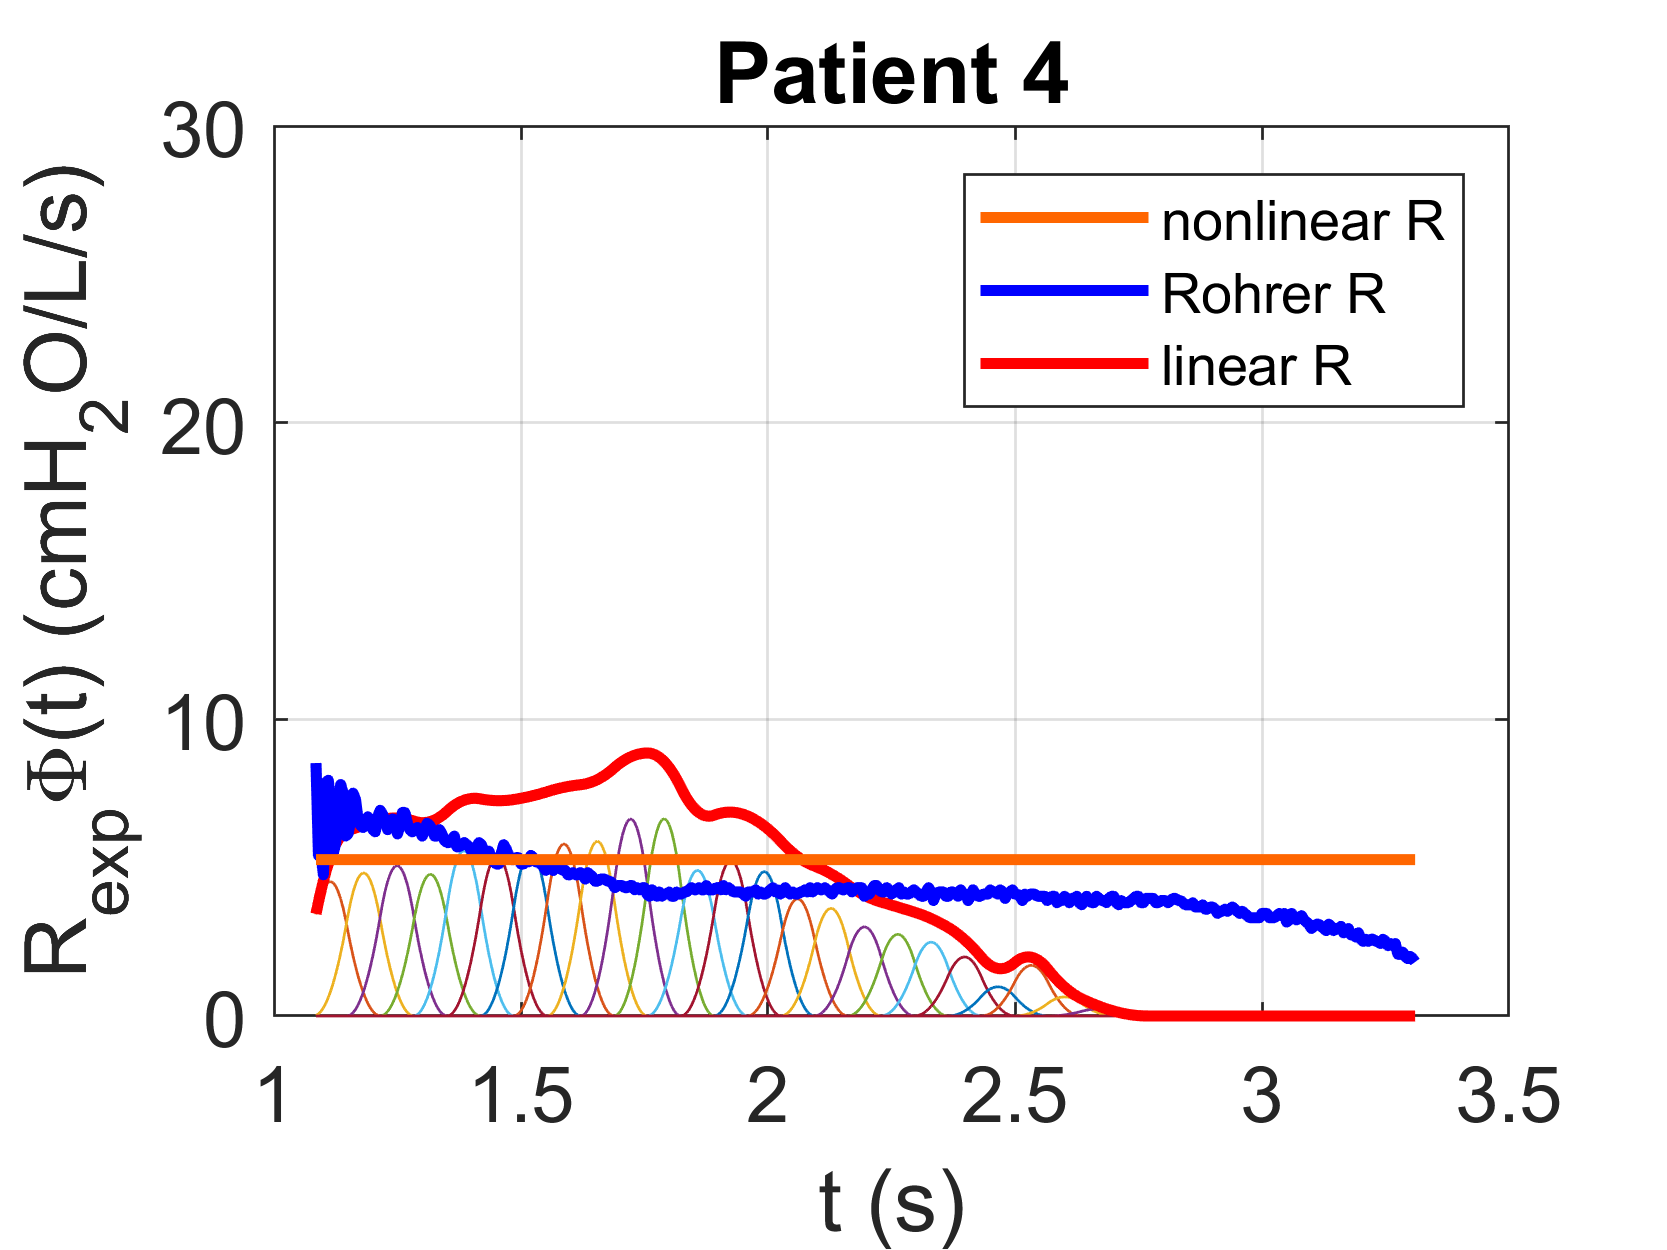 Patient 4
30
20
10
0
R_exp Φ(t) (cmH_2O/L/s)
nonlinear R
Rohrer R
linear R
1 1.5 2 2.5 3 3.5
t (s)